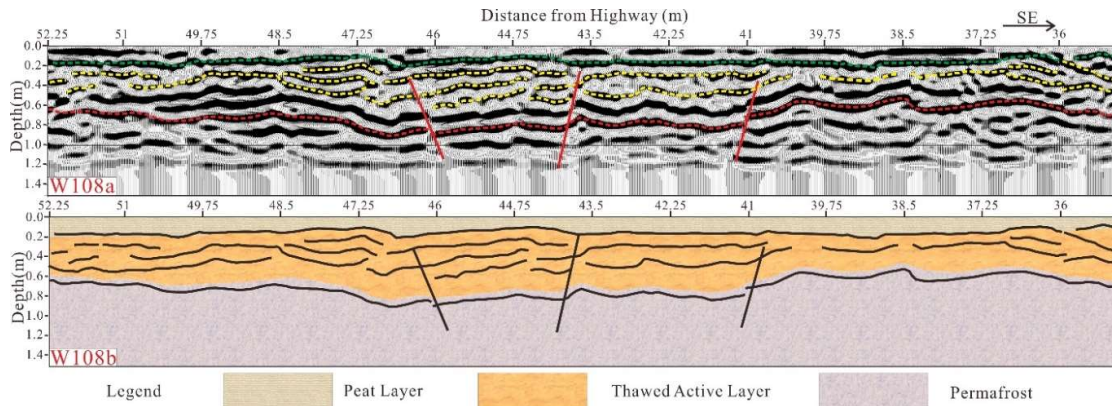 Distance from Highway (m)
SE
52.25 51 49.75 48.5 47.25 46 44.75 43.5 42.25 41 39.75 38.5 37.25 36
Depth(m)
0.0
0.2
0.4
0.6
0.8
1.0
1.2
1.4
W108a
52.25 51 49.75 48.5 47.25 46 44.75 43.5 42.25 41 39.75 38.5 37.25 36
Depth(m)
0.0
0.2
0.4
0.6
0.8
1.0
1.2
1.4
W108b
Legend Peat Layer Thawed Active Layer Permafrost